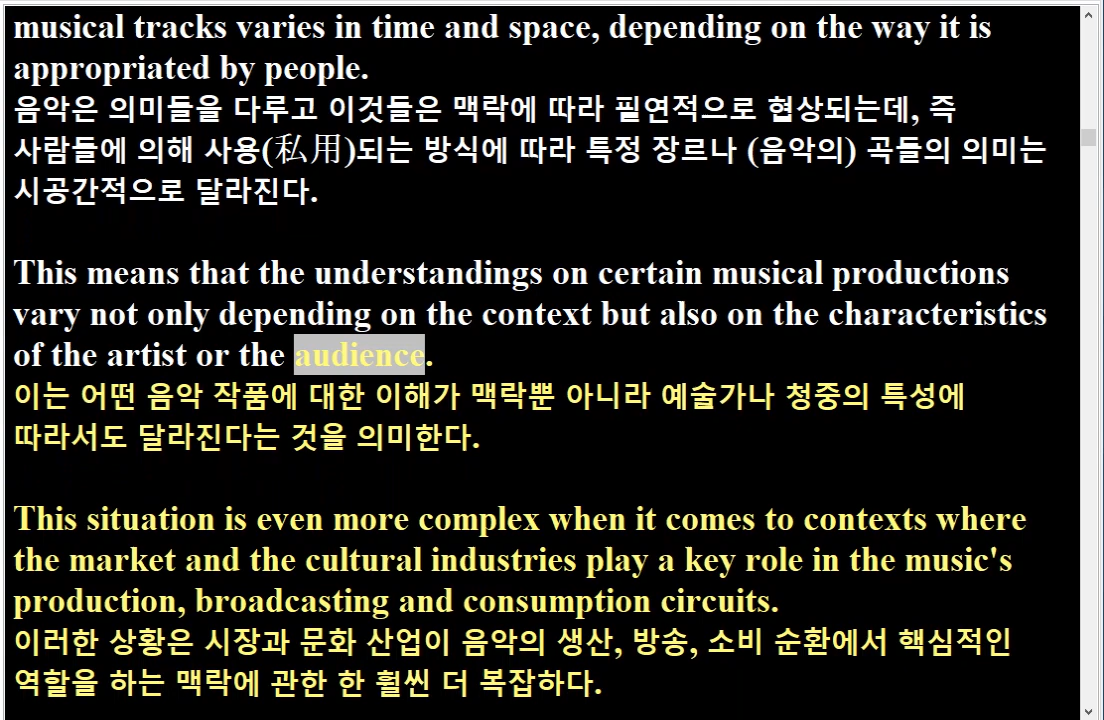 musical tracks varies in time and space, depending on the way it is
appropriated by people.
음악은 의미들을 다루고 이것들은 맥락에 따라 필연적으로 협상되는데, 즉
사람들에 의해 사용(私用)되는 방식에 따라 특정 장르나 (음악의) 곡들의 의미는
시공간적으로 달라진다.
This means that the understandings on certain musical productions
vary not only depending on the context but also on the characteristics
of the artist or the audience.
이는 어떤 음악 작품에 대한 이해가 맥락뿐 아니라 예술가나 청중의 특성에
따라서도 달라진다는 것을 의미한다.
This situation is even more complex when it comes to contexts where
the market and the cultural industries play a key role in the music's
production, broadcasting and consumption circuits.
이러한 상황은 시장과 문화 산업이 음악의 생산, 방송, 소비 순환에서 핵심적인
역할을 하는 맥락에 관한 한 훨씬 더 복잡하다.